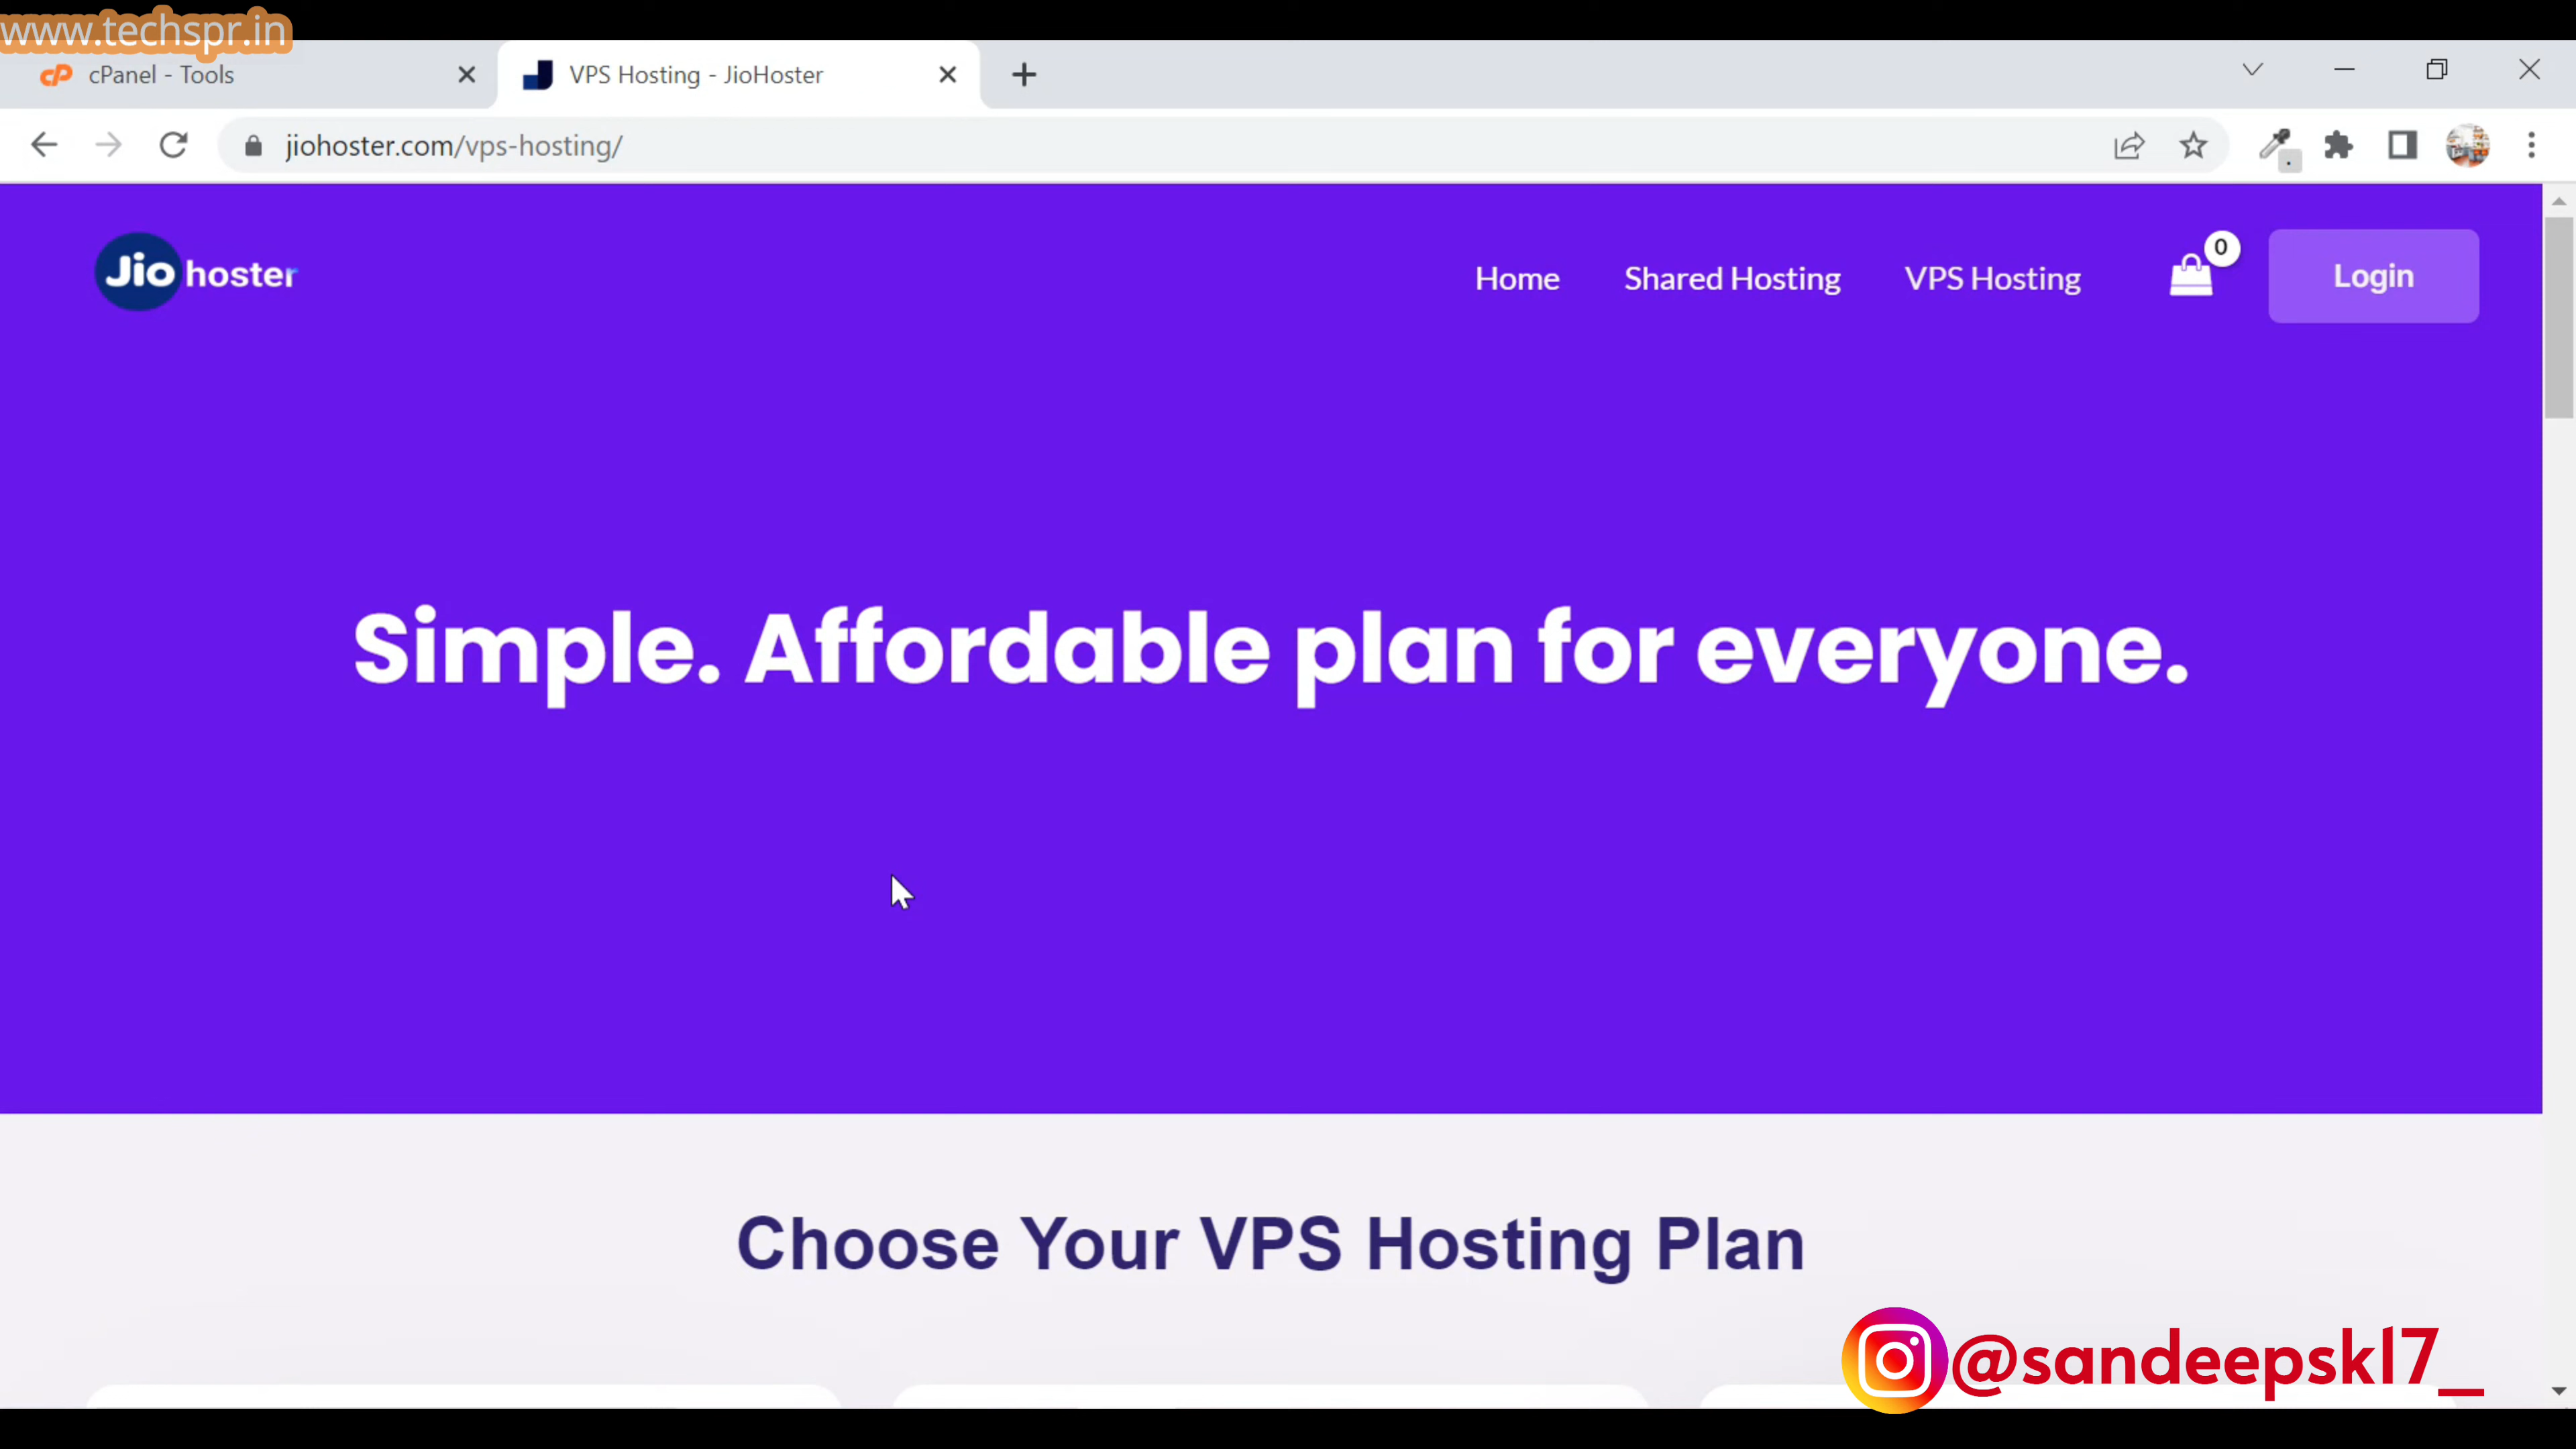 www.techspr.in
cPanel - Tools
VPS Hosting - JioHoster
jiohoster.com/vps-hosting/
Jio hoster
Home
Shared Hosting
VPS Hosting
0
Login
Simple. Affordable plan for everyone.
Choose Your VPS Hosting Plan
@sandeepsk17_